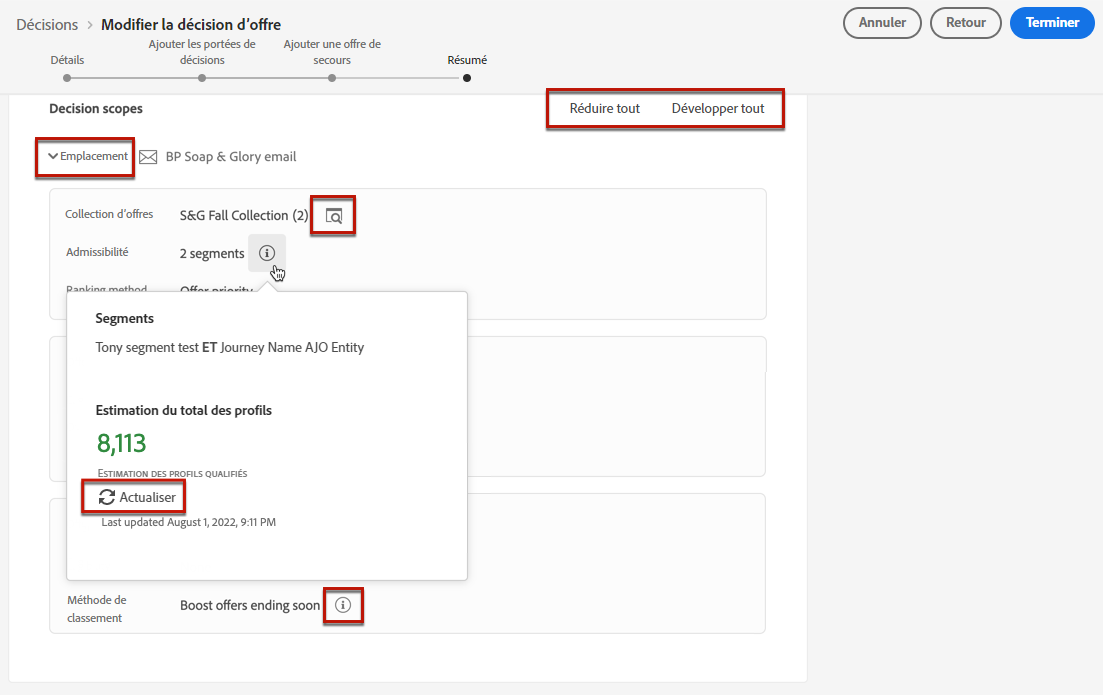 Décisions > Modifier la décision d'offre
Annuler
Retour
Terminer
Détails
Ajouter les portées de
décisions
Ajouter une offre de
secours
Résumé
Decision scopes
Réduire tout
Développer tout
Emplacement
BP Soap & Glory email
Collection d'offres
S&G Fall Collection (2)
Admissibilité
2 segments
Ranking method
Offer priority
Segments
Tony segment test ET Journey Name AJO Entity
Estimation du total des profils
8,113
ESTIMATION DES PROFILS QUALIFIÉS
Actualiser
Last updated August 1, 2022, 9:11 PM
Méthode de
classement
Boost offers ending soon